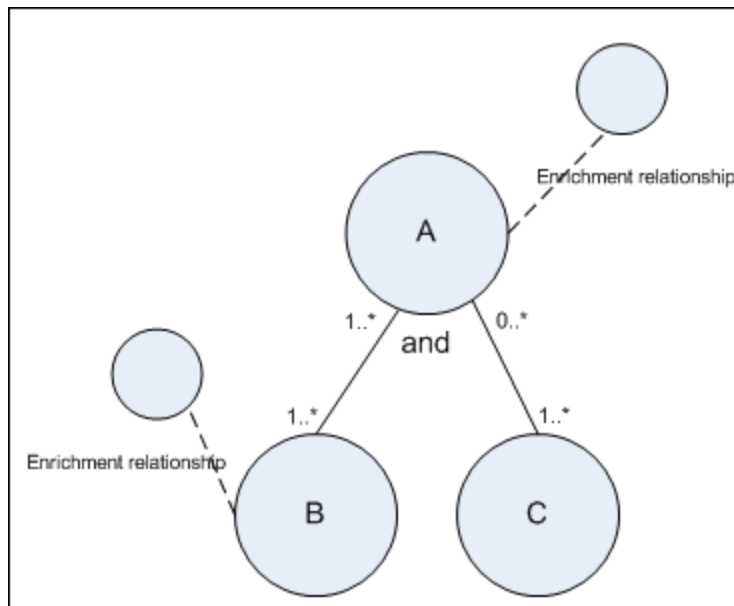 Enrichment relationship
A
1..*
0..*
and
1..*
1..*
Enrichment relationship
B
C